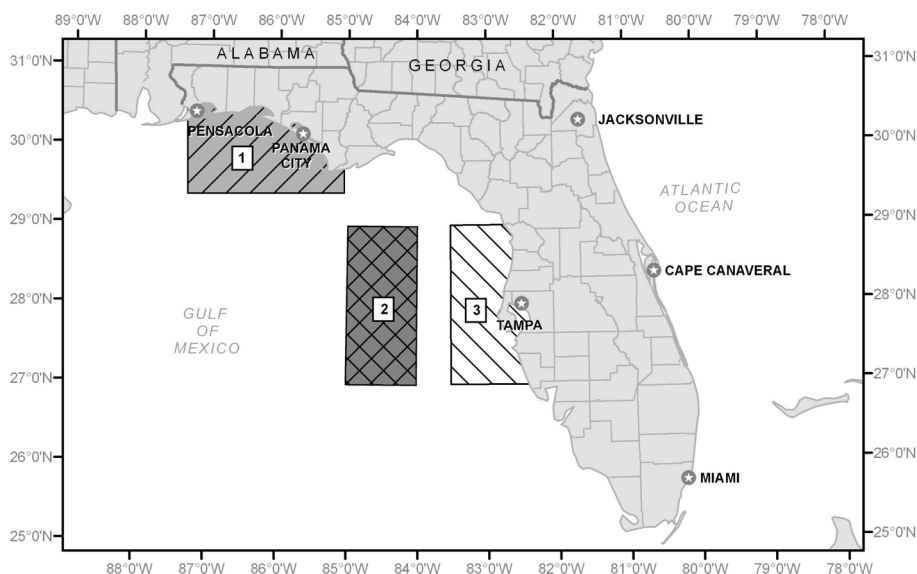 89°0'W 88°0'W 87°0'W 86°0'W 85°0'W 84°0'W 83°0'W 82°0'W 81°0'W 80°0'W 79°0'W 78°0'W
31°0'N
31°0'N
ALABAMA
GEORGIA
PENSACOLA
JACKSONVILLE
30°0'N
30°0'N
PANAMA
CITY
1
ATLANTIC
OCEAN
29°0'N
29°0'N
CAPE CANAVERAL
28°0'N
28°0'N
2
3
GULF
OF
MEXICO
TAMPA
27°0'N
27°0'N
26°0'N
26°0'N
MIAMI
25°0'N
25°0'N
88°0'W 87°0'W 86°0'W 85°0'W 84°0'W 83°0'W 82°0'W 81°0'W 80°0'W 79°0'W 78°0'W